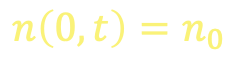 n(0, t) = n₀